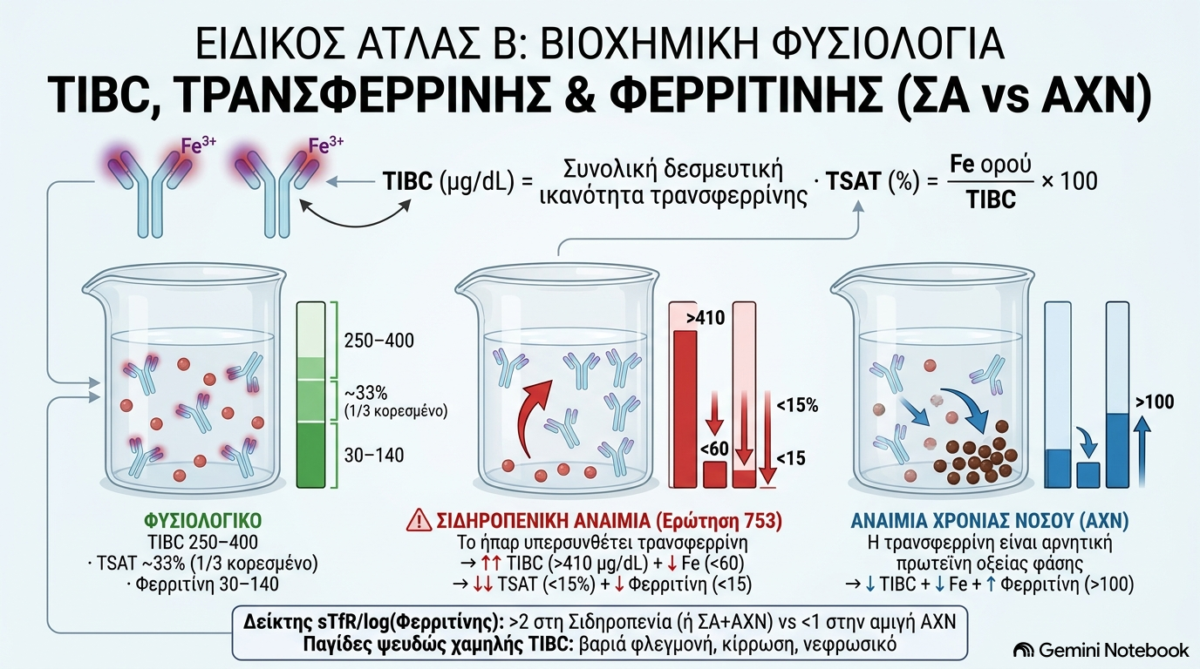 ΕΙΔΙΚΟΣ ΑΤΛΑΣ Β: ΒΙΟΧΗΜΙΚΗ ΦΥΣΙΟΛΟΓΙΑ
TIBC, ΤΡΑΝΣΦΕΡΡΙΝΗΣ & ΦΕΡΡΙΤΙΝΗΣ (ΣΑ vs ΑΧΝ)
Fe³⁺
Fe³⁺
TIBC (μg/dL) = Συνολική δεσμευτική
ικανότητα τρανσφερρίνης
· TSAT (%) = Fe ορού / TIBC × 100
250–400
~33%
(1/3 κορεσμένο)
30–140
>410
<60
<15%
<15
>100
ΦΥΣΙΟΛΟΓΙΚΟ
TIBC 250–400
· TSAT ~33% (1/3 κορεσμένο)
· Φερριτίνη 30–140
⚠ ΣΙΔΗΡΟΠΕΝΙΚΗ ΑΝΑΙΜΙΑ (Ερώτηση 753)
Το ήπαρ υπερσυνθέτει τρανσφερρίνη
→ ↑↑ TIBC (>410 μg/dL) + ↓ Fe (<60)
→ ↓↓ TSAT (<15%) + ↓ Φερριτίνη (<15)
ΑΝΑΙΜΙΑ ΧΡΟΝΙΑΣ ΝΟΣΟΥ (ΑΧΝ)
Η τρανσφερρίνη είναι αρνητική
πρωτεΐνη οξείας φάσης
→ ↓ TIBC + ↓ Fe + ↑ Φερριτίνη (>100)
Δείκτης sTfR/log(Φερριτίνης): >2 στη Σιδηροπενία (ή ΣΑ+ΑΧΝ) vs <1 στην αμιγή ΑΧΝ
Παγίδες ψευδώς χαμηλής TIBC: βαριά φλεγμονή, κίρρωση, νεφρωσικό
Gemini Notebook